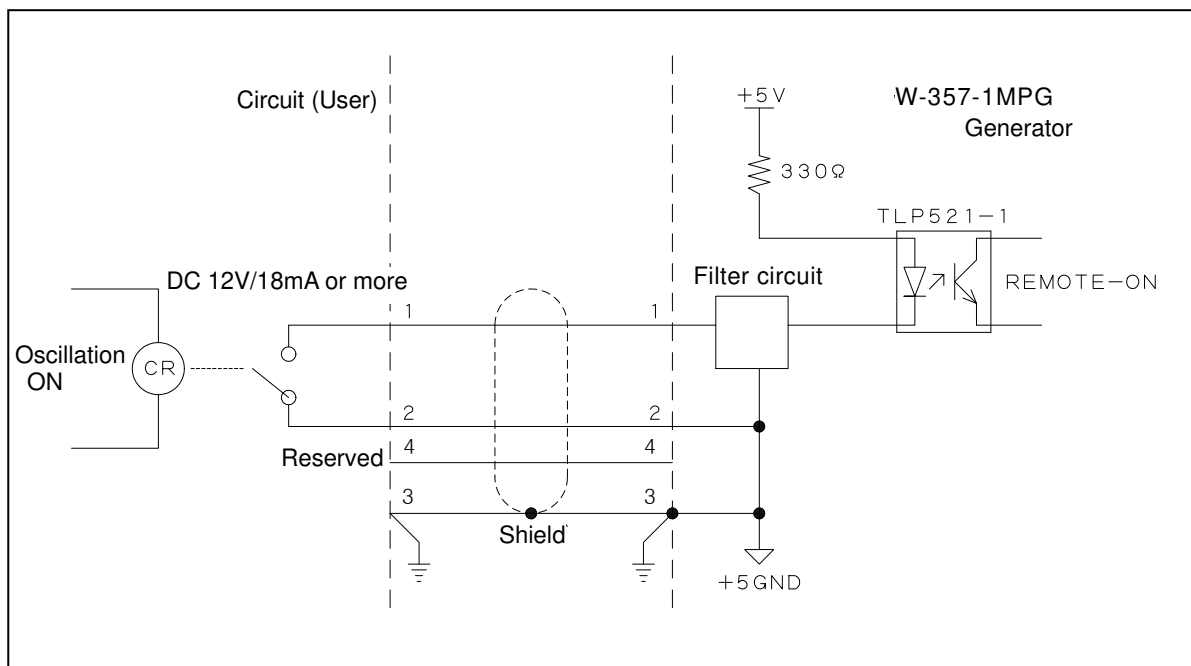 Circuit (User)
+5V
W-357-1MPG
Generator
330Ω
TLP521-1
DC 12V/18mA or more
Filter circuit
REMOTE-ON
1
1
Oscillation
ON
CR
2
2
Reserved
4
4
3
3
Shield
+5GND